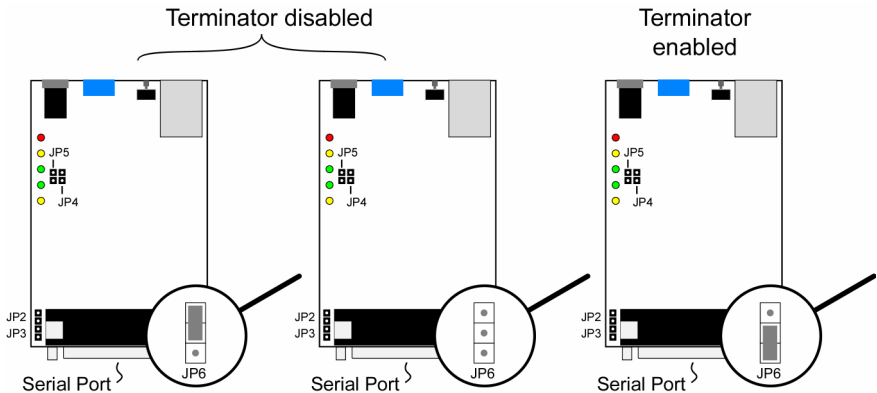 Terminator disabled
Terminator
enabled
JP5
JP4
JP2
JP3
JP6
Serial Port
JP5
JP4
JP2
JP3
JP6
Serial Port
JP5
JP4
JP2
JP3
JP6
Serial Port